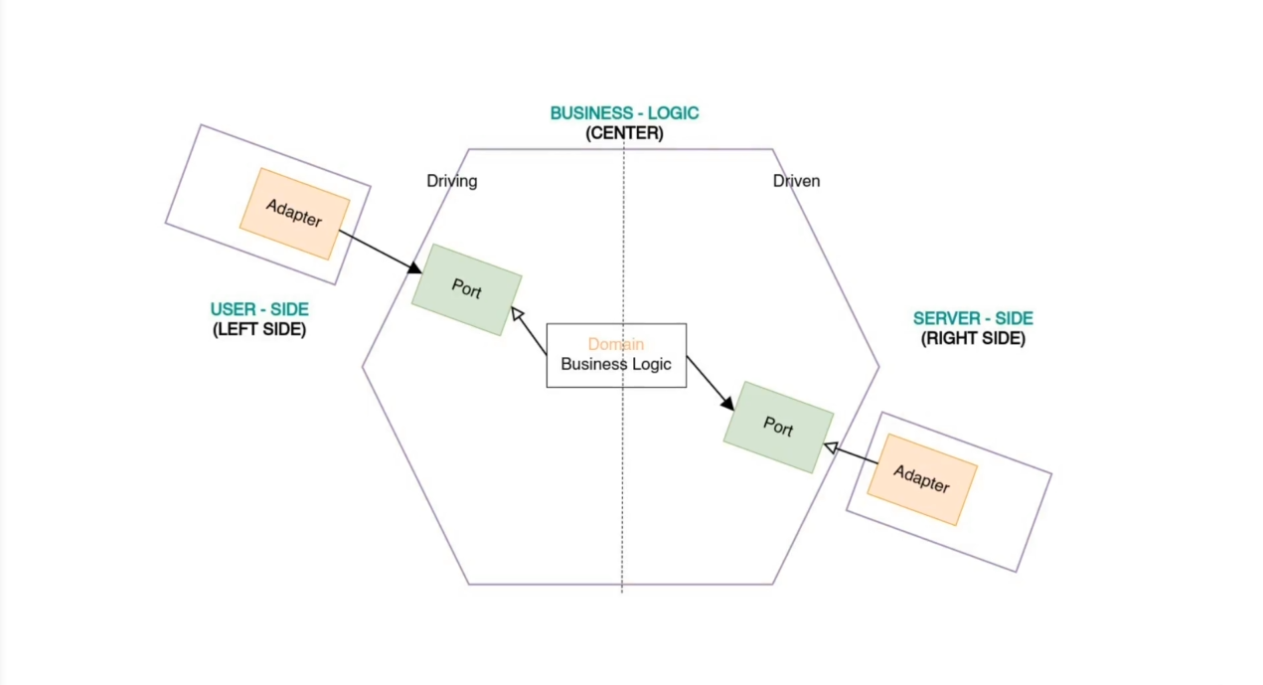 BUSINESS - LOGIC
(CENTER)
Driving
Driven
Adapter
Port
USER - SIDE
(LEFT SIDE)
SERVER - SIDE
(RIGHT SIDE)
Domain
Business Logic
Port
Adapter